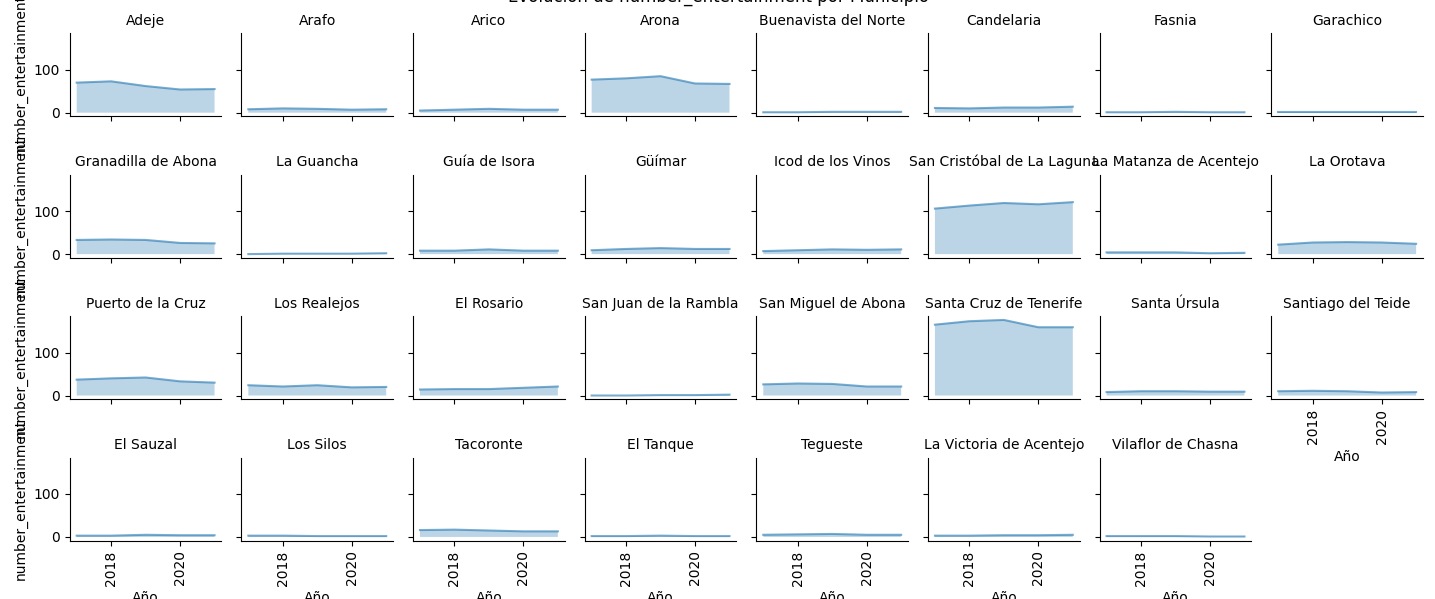 Evolución de number_entertainment por Municipio
Adeje
Arafo
Arico
Arona
Buenavista del Norte
Candelaria
Fasnia
Garachico
number_entertainment
100
0
Granadilla de Abona
La Guancha
Guía de Isora
Güímar
Icod de los Vinos
San Cristóbal de La Laguna
La Matanza de Acentejo
La Orotava
number_entertainment
100
0
Puerto de la Cruz
Los Realejos
El Rosario
San Juan de la Rambla
San Miguel de Abona
Santa Cruz de Tenerife
Santa Úrsula
Santiago del Teide
number_entertainment
100
0
2018
2020
Año
El Sauzal
Los Silos
Tacoronte
El Tanque
Tegueste
La Victoria de Acentejo
Vilaflor de Chasna
number_entertainment
100
0
2018
2020
2018
2020
2018
2020
2018
2020
2018
2020
2018
2020
2018
2020
Año
Año
Año
Año
Año
Año
Año